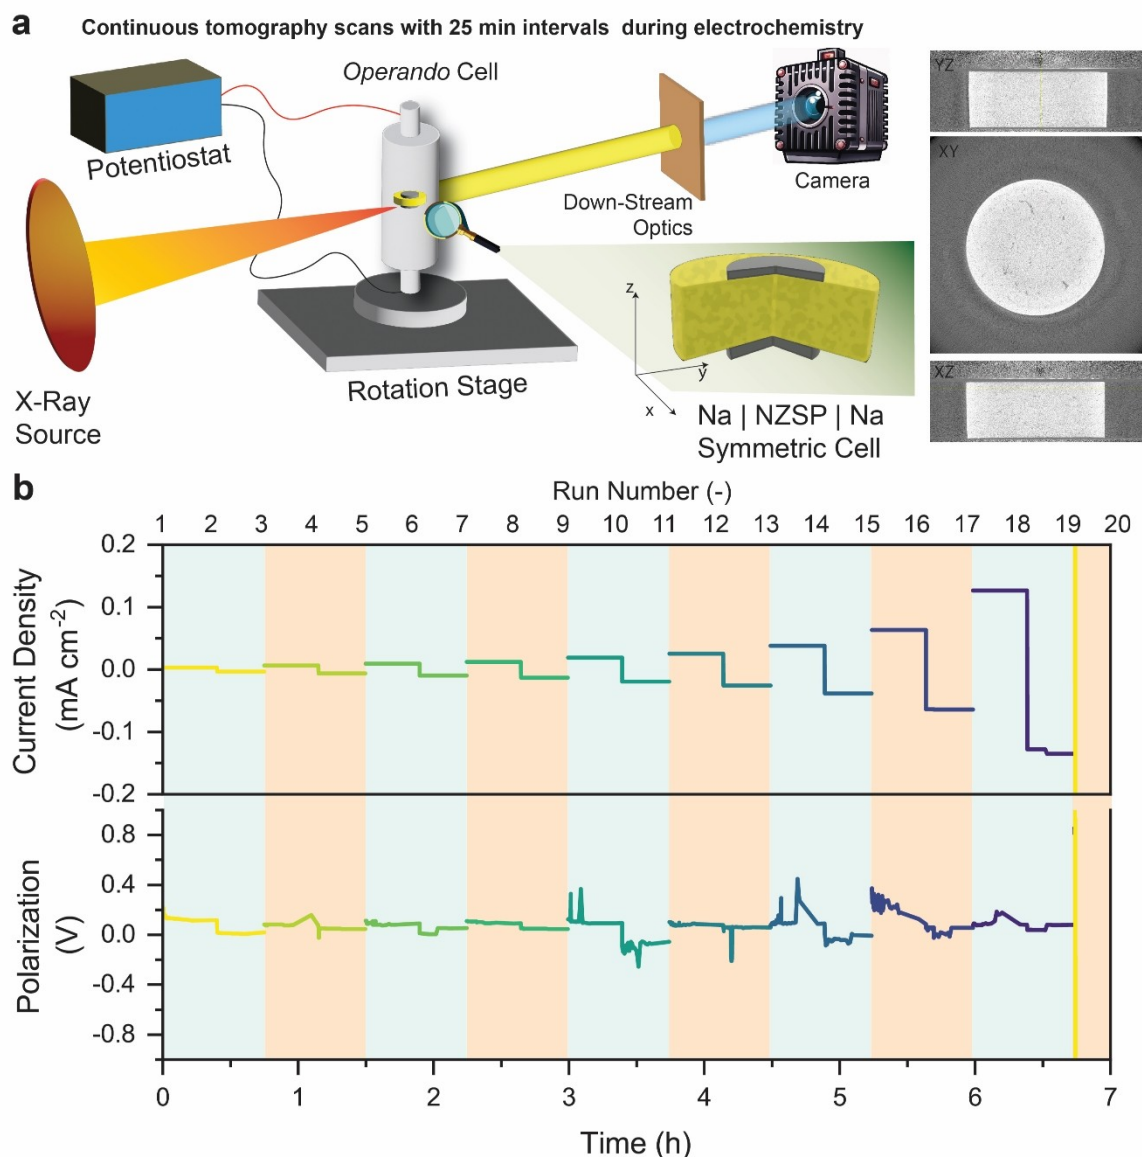 a Continuous tomography scans with 25 min intervals during electrochemistry
Operando Cell
Potentiostat
Camera
Down-Stream
Optics
Rotation Stage
X-Ray
Source
z
y
x
Na | NZSP | Na
Symmetric Cell
YZ
XY
XZ
b
Run Number (-)
1 2 3 4 5 6 7 8 9 10 11 12 13 14 15 16 17 18 19 20
Current Density
(mA cm⁻²)
0.2
0.1
0.0
-0.1
-0.2
Polarization
(V)
0.8
0.4
0.0
-0.4
-0.8
0 1 2 3 4 5 6 7
Time (h)